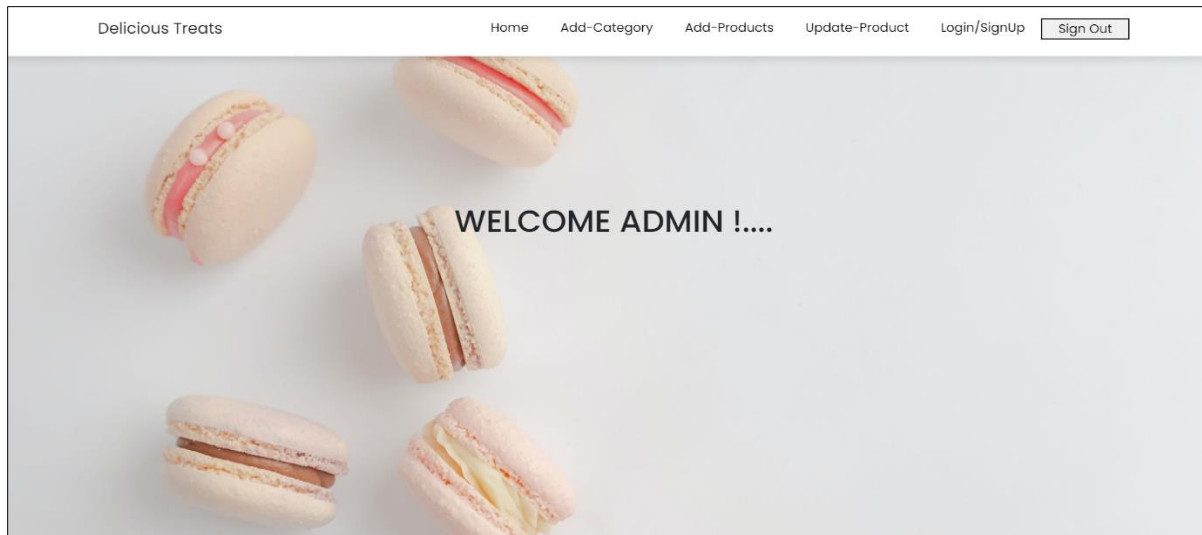 Delicious Treats Home Add-Category Add-Products Update-Product Login/SignUp Sign Out
WELCOME ADMIN !....